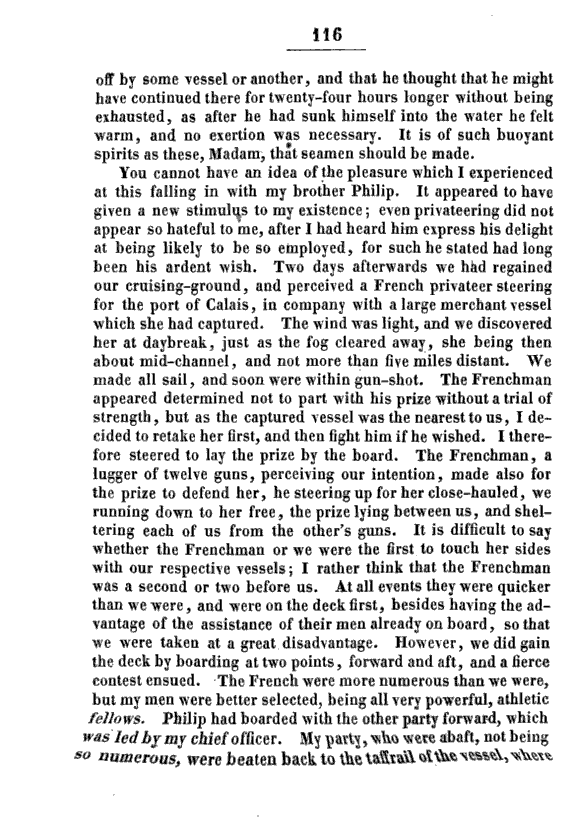 116
off by some vessel or another, and that he thought that he might
have continued there for twenty-four hours longer without being
exhausted, as after he had sunk himself into the water he felt
warm, and no exertion was necessary. It is of such buoyant
spirits as these, Madam, that seamen should be made.
You cannot have an idea of the pleasure which I experienced
at this falling in with my brother Philip. It appeared to have
given a new stimulus to my existence; even privateering did not
appear so hateful to me, after I had heard him express his delight
at being likely to be so employed, for such he stated had long
been his ardent wish. Two days afterwards we had regained
our cruising-ground, and perceived a French privateer steering
for the port of Calais, in company with a large merchant vessel
which she had captured. The wind was light, and we discovered
her at daybreak, just as the fog cleared away, she being then
about mid-channel, and not more than five miles distant. We
made all sail, and soon were within gun-shot. The Frenchman
appeared determined not to part with his prize without a trial of
strength, but as the captured vessel was the nearest to us, I de-
cided to retake her first, and then fight him if he wished. I there-
fore steered to lay the prize by the board. The Frenchman, a
lugger of twelve guns, perceiving our intention, made also for
the prize to defend her, he steering up for her close-hauled, we
running down to her free, the prize lying between us, and shel-
tering each of us from the other's guns. It is difficult to say
whether the Frenchman or we were the first to touch her sides
with our respective vessels; I rather think that the Frenchman
was a second or two before us. At all events they were quicker
than we were, and were on the deck first, besides having the ad-
vantage of the assistance of their men already on board, so that
we were taken at a great disadvantage. However, we did gain
the deck by boarding at two points, forward and aft, and a fierce
contest ensued. The French were more numerous than we were,
but my men were better selected, being all very powerful, athletic
fellows. Philip had boarded with the other party forward, which
was led by my chief officer. My party, who were abaft, not being
so numerous, were beaten back to the taffrail of the vessel, where